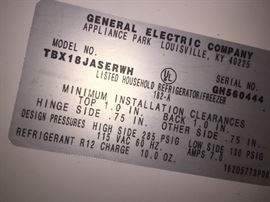 GENERAL ELECTRIC COMPANY
APPLIANCE PARK LOUISVILLE, KY 40225
MODEL NO. SERIAL NO.
TBX18JASERWH UL GH560444
LISTED HOUSEHOLD REFRIGERATOR/FREEZER
182-A
MINIMUM INSTALLATION CLEARANCES
TOP 1.0 IN. BACK 1.0 IN.
HINGE SIDE .75 IN. OTHER SIDE .75 IN.
DESIGN PRESSURES HIGH SIDE 285 PSIG LOW SIDE 130 PSIG
115 VAC 60 HZ AMPS 7.0
REFRIGERANT R12 CHARGE 10.0 OZ.